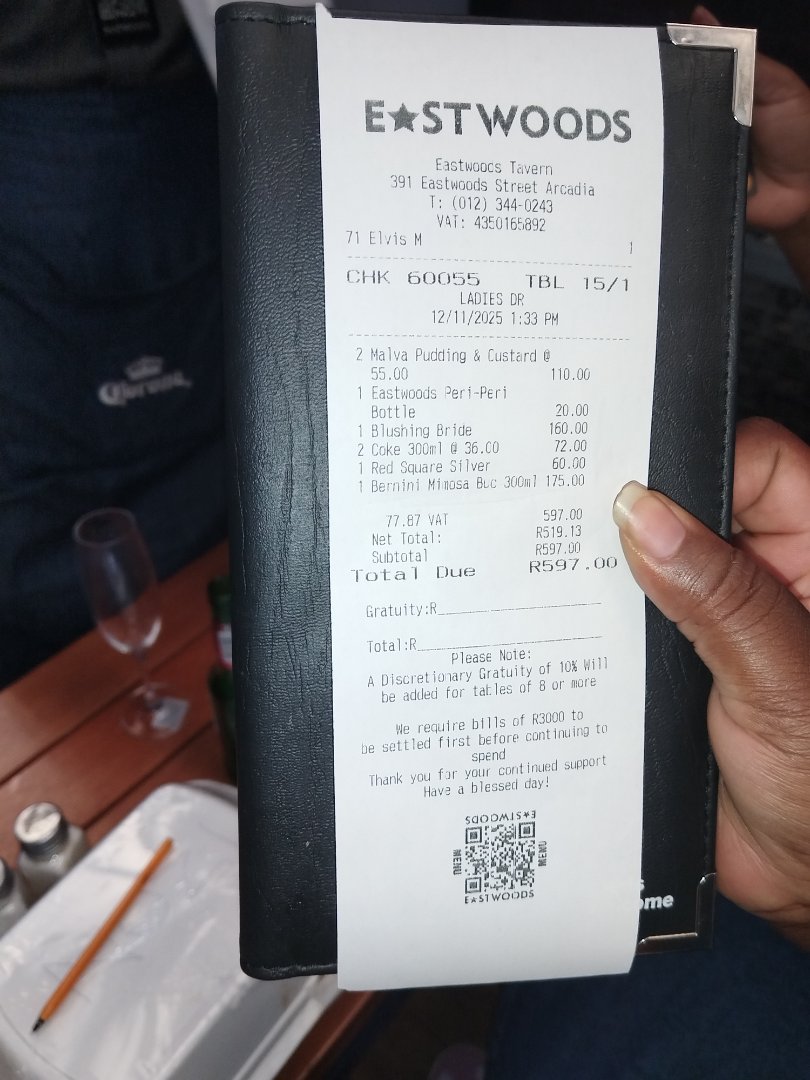 E★STWOODS
Eastwoods Tavern
391 Eastwoods Street Arcadia
T: (012) 344-0243
VAT: 4350165892
71 Elvis M 1
CHK 60055 TBL 15/1
LADIES DR
12/11/2025 1:33 PM
2 Malva Pudding & Custard @
55.00 110.00
1 Eastwoods Peri-Peri
Bottle 20.00
1 Blushing Bride 160.00
2 Coke 300ml @ 36.00 72.00
1 Red Square Silver 60.00
1 Bernini Mimosa Buc 300ml 175.00
77.87 VAT 597.00
Net Total: R519.13
Subtotal R597.00
Total Due R597.00
Gratuity:R
Total:R
Please Note:
A Discretionary Gratuity of 10% Will
be added for tables of 8 or more
We require bills of R3000 to
be settled first before continuing to
spend
Thank you for your continued support
Have a blessed day!
E★STWOODS
MENU
MENU
E★STWOODS
ome
Corona